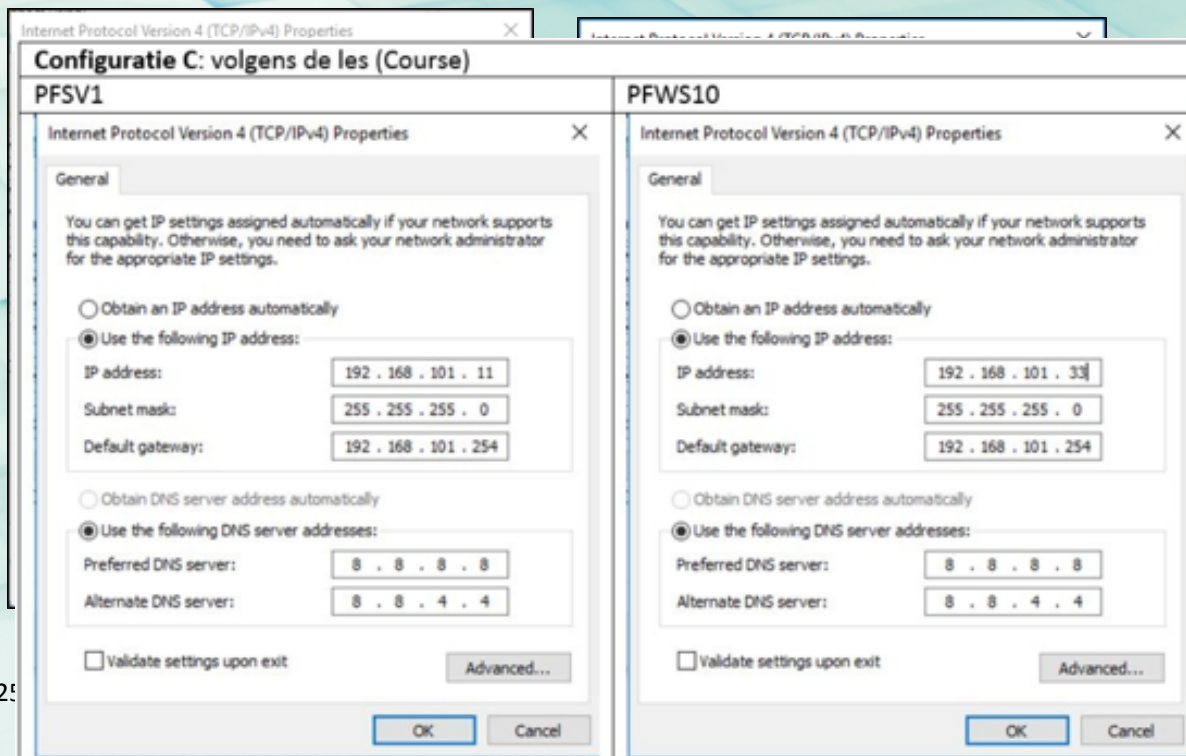 Internet Protocol Version 4 (TCP/IPv4) Properties
Internet Protocol Version 4 (TCP/IPv4) Properties
Configuratie C: volgens de les (Course)
PFSV1
Internet Protocol Version 4 (TCP/IPv4) Properties
General
You can get IP settings assigned automatically if your network supports
this capability. Otherwise, you need to ask your network administrator
for the appropriate IP settings.
Obtain an IP address automatically
Use the following IP address:
IP address: 192 . 168 . 101 . 11
Subnet mask: 255 . 255 . 255 . 0
Default gateway: 192 . 168 . 101 . 254
Obtain DNS server address automatically
Use the following DNS server addresses:
Preferred DNS server: 8 . 8 . 8 . 8
Alternate DNS server: 8 . 8 . 4 . 4
Validate settings upon exit
Advanced...
OK Cancel
PFWS10
Internet Protocol Version 4 (TCP/IPv4) Properties
General
You can get IP settings assigned automatically if your network supports
this capability. Otherwise, you need to ask your network administrator
for the appropriate IP settings.
Obtain an IP address automatically
Use the following IP address:
IP address: 192 . 168 . 101 . 33
Subnet mask: 255 . 255 . 255 . 0
Default gateway: 192 . 168 . 101 . 254
Obtain DNS server address automatically
Use the following DNS server addresses:
Preferred DNS server: 8 . 8 . 8 . 8
Alternate DNS server: 8 . 8 . 4 . 4
Validate settings upon exit
Advanced...
OK Cancel